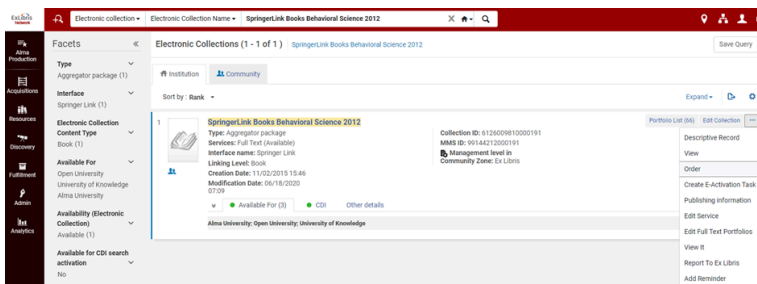 ExLibris
Network
Electronic collection
Electronic Collection Name
SpringerLink Books Behavioral Science 2012
Alma
Production
Acquisitions
Resources
Discovery
Fulfillment
Admin
Analytics
Facets
Type
Aggregator package (1)
Interface
Springer Link (1)
Electronic Collection
Content Type
Book (1)
Available For
Open University
University of Knowledge
Alma University
Availability (Electronic
Collection)
Available (1)
Available for CDI search
activation
No
Electronic Collections (1 - 1 of 1 ) SpringerLink Books Behavioral Science 2012
Save Query
Institution
Community
Sort by : Rank
Expand
1
SpringerLink Books Behavioral Science 2012
Type: Aggregator package
Services: Full Text (Available)
Interface name: Springer Link
Linking Level: Book
Creation Date: 11/02/2015 15:46
Modification Date: 06/18/2020
07:09
Collection ID: 6126009810000191
MMS ID: 99144212000191
Management level in
Community Zone: Ex Libris
Available For (3)
CDI
Other details
Alma University; Open University; University of Knowledge
Portfolio List (66)
Edit Collection
Descriptive Record
View
Order
Create E-Activation Task
Publishing information
Edit Service
Edit Full Text Portfolios
View It
Report To Ex Libris
Add Reminder